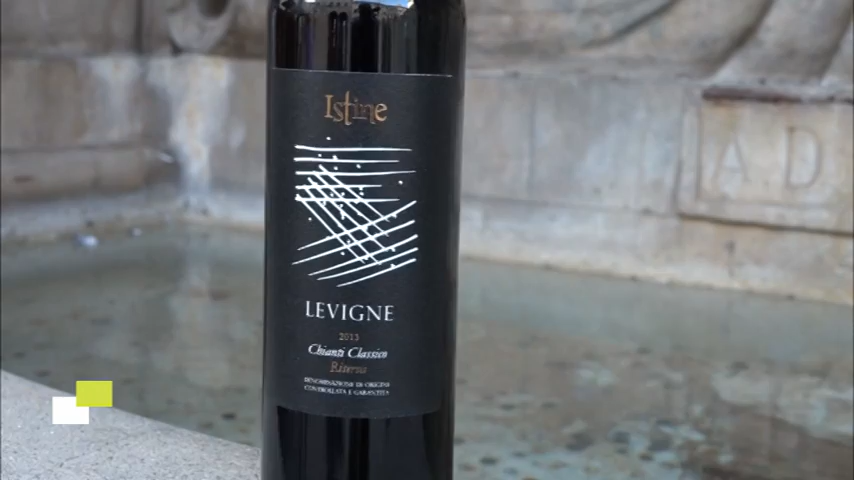 Istine
LEVIGNE
2013
Chianti Classico
Riserva
DENOMINAZIONE DI ORIGINE
CONTROLLATA E GARANTITA
A D